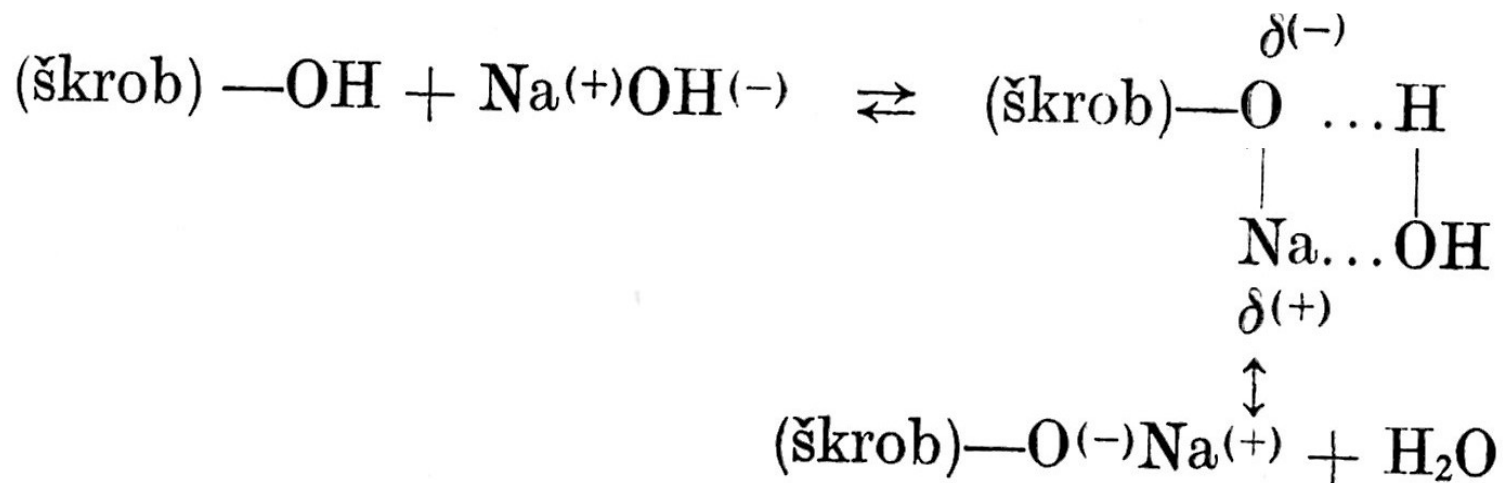 δ(−)
(škrob) —OH + Na(+)OH(−) ⇄ (škrob)—O ...H
Na...OH
δ(+)
↕
(škrob)—O(−)Na(+) + H₂O